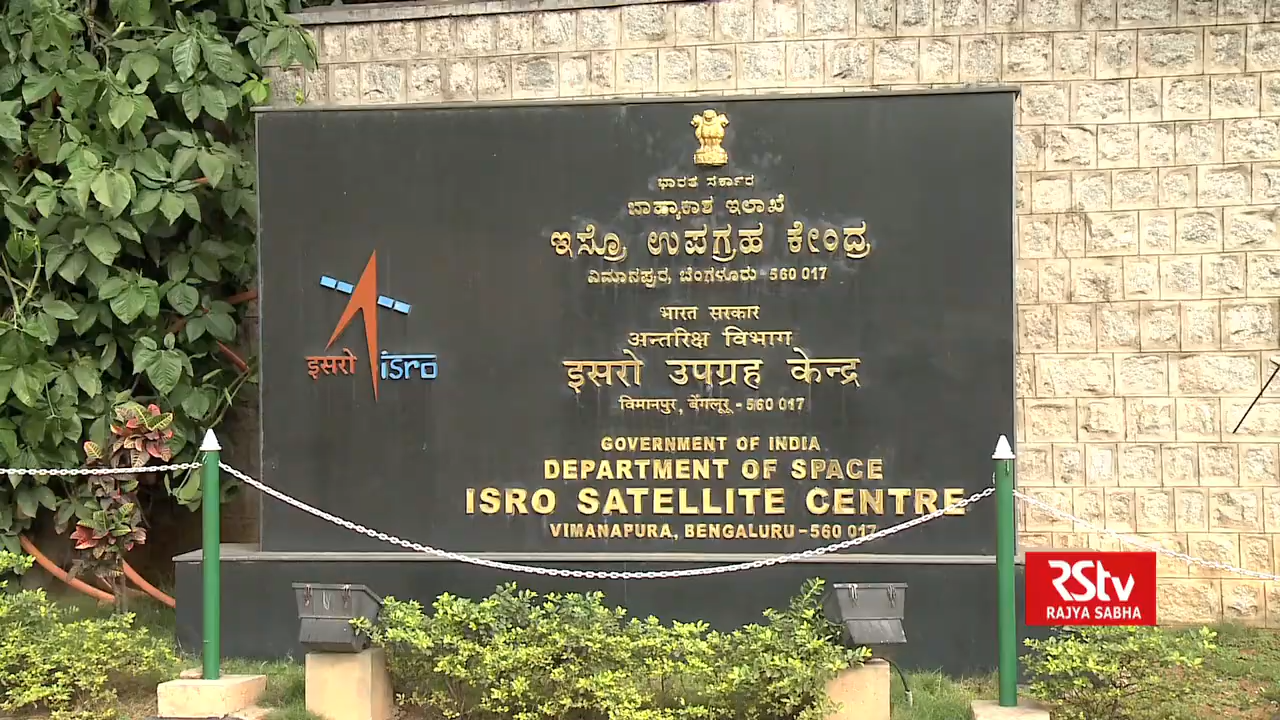 ಭಾರತ ಸರ್ಕಾರ
ಬಾಹ್ಯಾಕಾಶ ಇಲಾಖೆ
ಇಸ್ರೊ ಉಪಗ್ರಹ ಕೇಂದ್ರ
ವಿಮಾನಪುರ, ಬೆಂಗಳೂರು - 560 017
भारत सरकार
अन्तरिक्ष विभाग
इसरो उपग्रह केन्द्र
विमानपुर, बेंगलूरू - 560 017
इसरो isro
GOVERNMENT OF INDIA
DEPARTMENT OF SPACE
ISRO SATELLITE CENTRE
VIMANAPURA, BENGALURU - 560 017
RStv
RAJYA SABHA